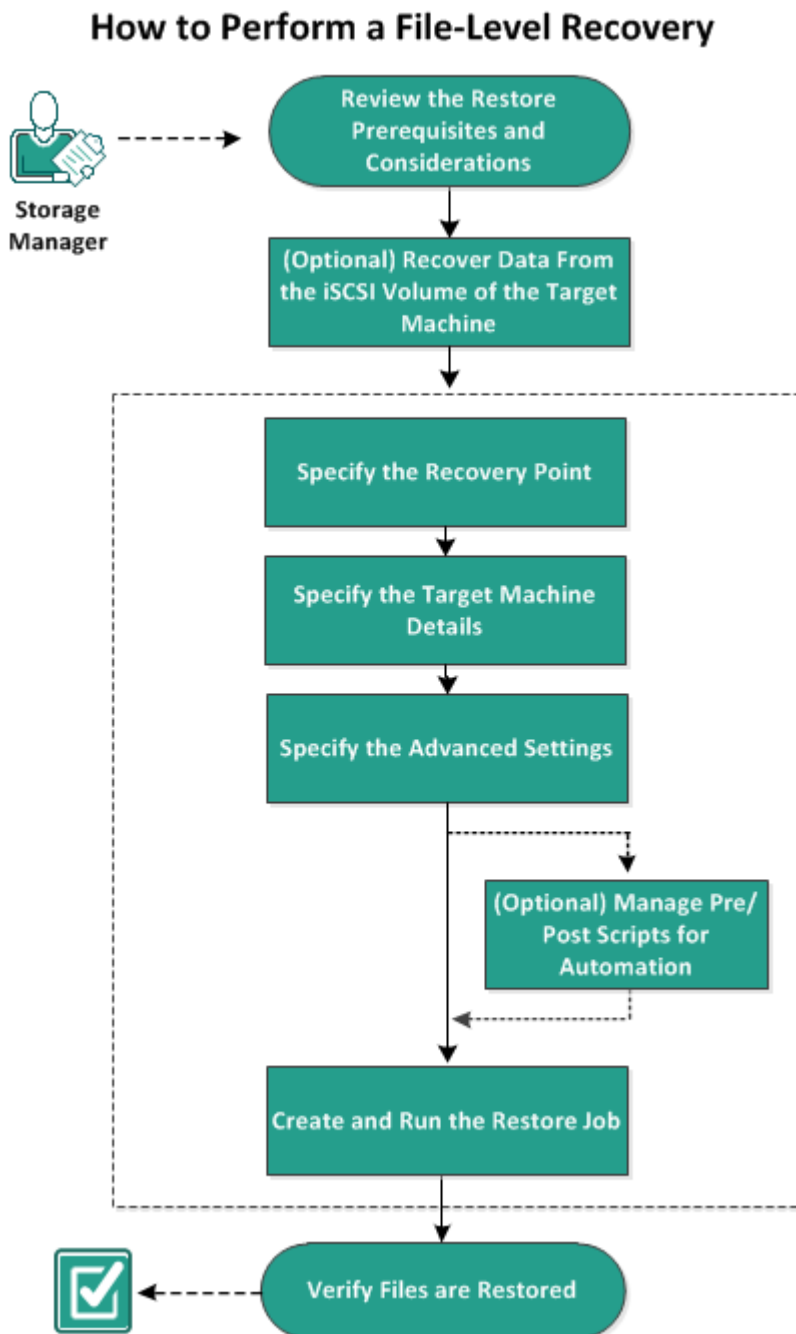 How to Perform a File-Level Recovery
Review the Restore
Prerequisites and
Considerations
Storage
Manager
(Optional) Recover Data From
the iSCSI Volume of the Target
Machine
Specify the Recovery Point
Specify the Target Machine
Details
Specify the Advanced Settings
(Optional) Manage Pre/
Post Scripts for
Automation
Create and Run the Restore Job
Verify Files are Restored